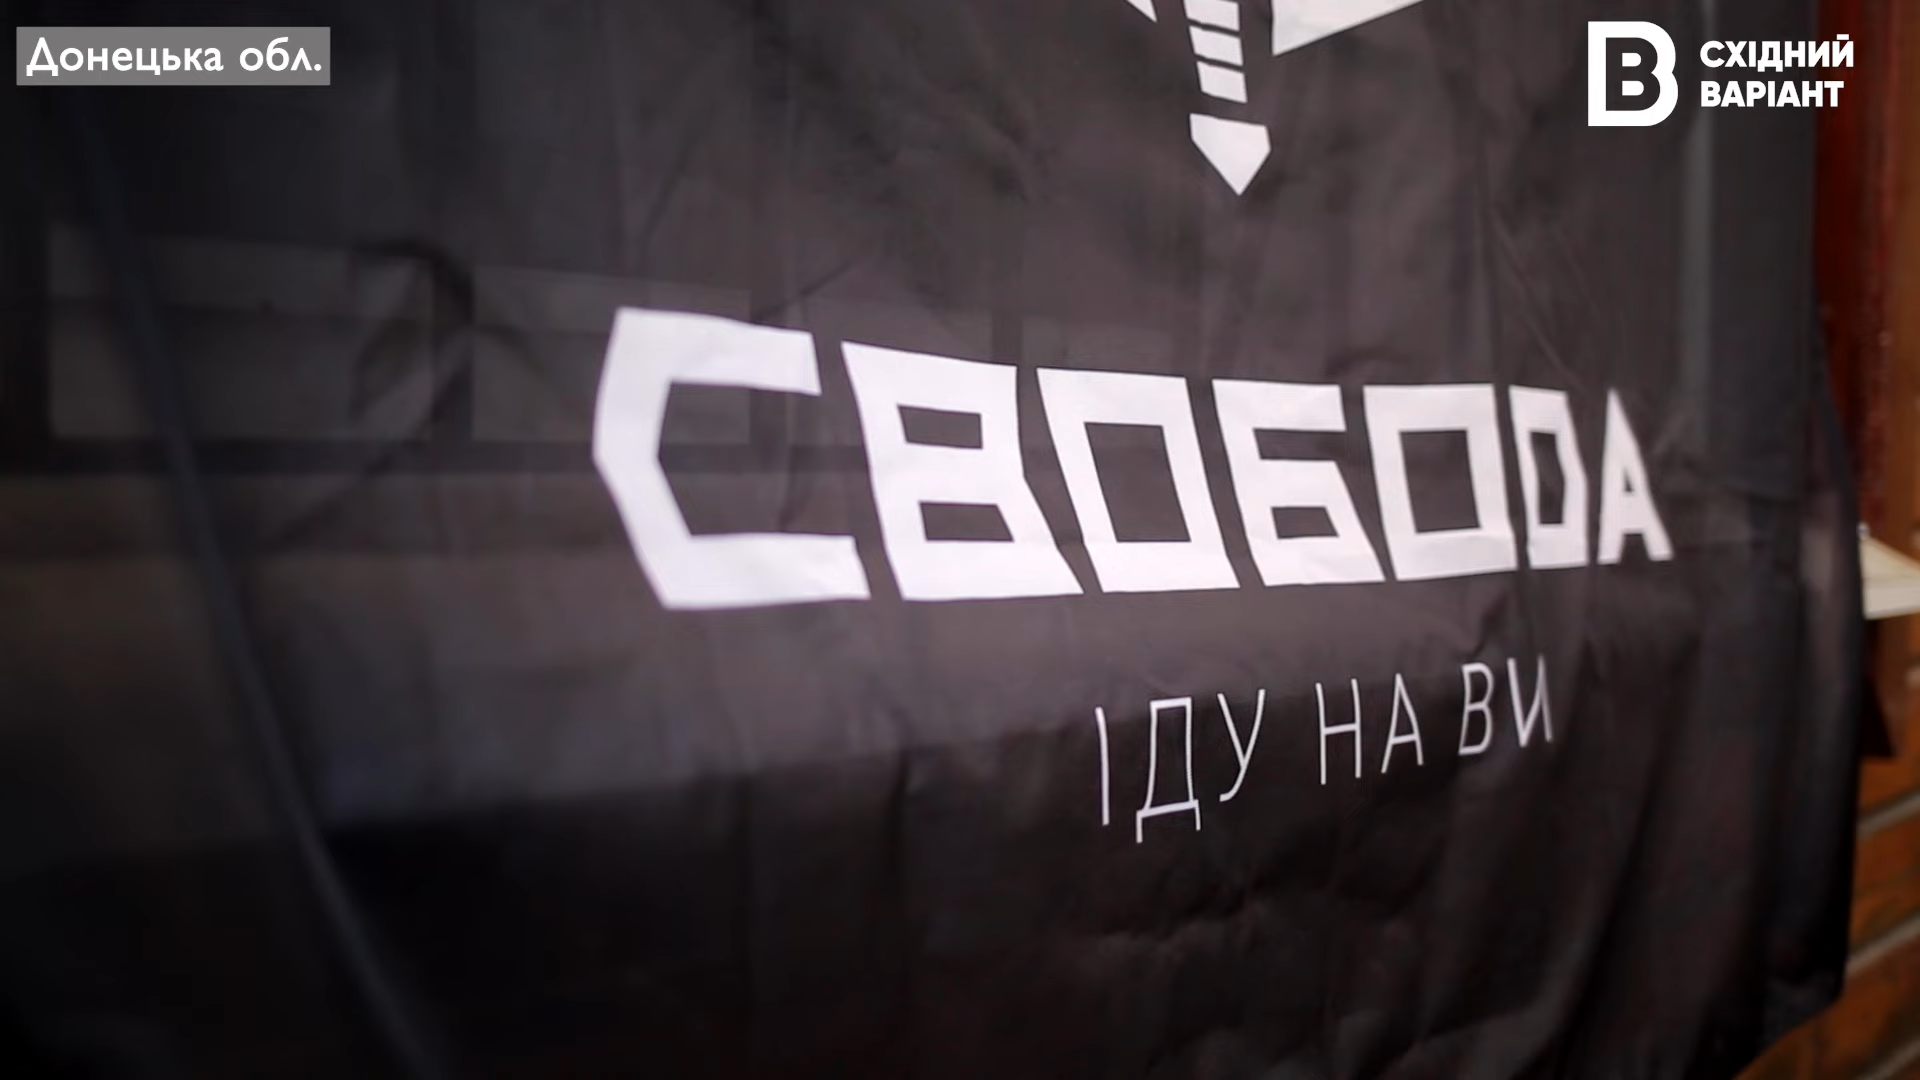 Донецька обл.
СХІДНИЙ
ВАРІАНТ
СВОБОДА
ІДУ НА ВИ